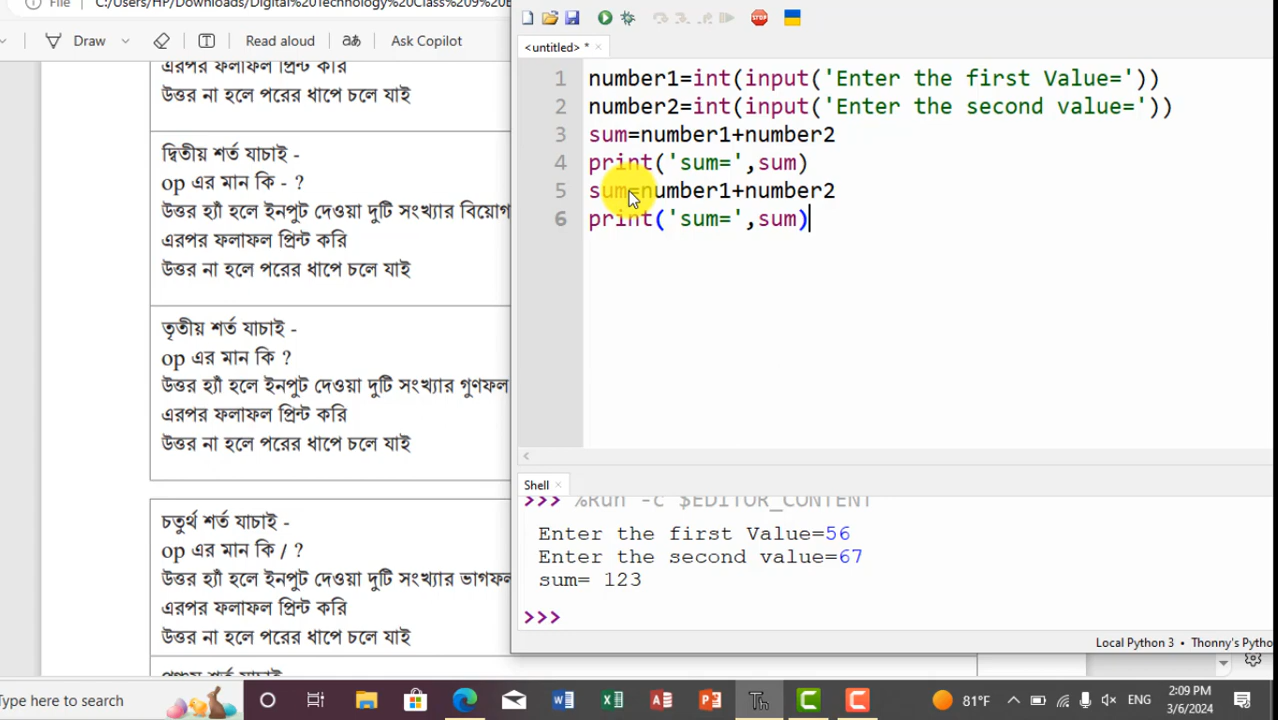 File C:/Users/HP/Downloads/Digital%20Technology%20Class%209%20E
Draw Read aloud Ask Copilot
এরপর ফলাফল প্রিন্ট করি
উত্তর না হলে পরের ধাপে চলে যাই
দ্বিতীয় শর্ত যাচাই -
op এর মান কি - ?
উত্তর হ্যাঁ হলে ইনপুট দেওয়া দুটি সংখ্যার বিয়োগ
এরপর ফলাফল প্রিন্ট করি
উত্তর না হলে পরের ধাপে চলে যাই
তৃতীয় শর্ত যাচাই -
op এর মান কি ?
উত্তর হ্যাঁ হলে ইনপুট দেওয়া দুটি সংখ্যার গুণফল
এরপর ফলাফল প্রিন্ট করি
উত্তর না হলে পরের ধাপে চলে যাই
চতুর্থ শর্ত যাচাই -
op এর মান কি / ?
উত্তর হ্যাঁ হলে ইনপুট দেওয়া দুটি সংখ্যার ভাগফল
এরপর ফলাফল প্রিন্ট করি
উত্তর না হলে পরের ধাপে চলে যাই
STOP
<untitled> *
1 number1=int(input('Enter the first Value='))
2 number2=int(input('Enter the second value='))
3 sum=number1+number2
4 print('sum=',sum)
5 sum=number1+number2
6 print('sum=',sum)
Shell
>>> %Run -c $EDITOR_CONTENT
Enter the first Value=56
Enter the second value=67
sum= 123
>>>
Local Python 3 • Thonny's Pytho
Type here to search
81°F ENG 2:09 PM
3/6/2024